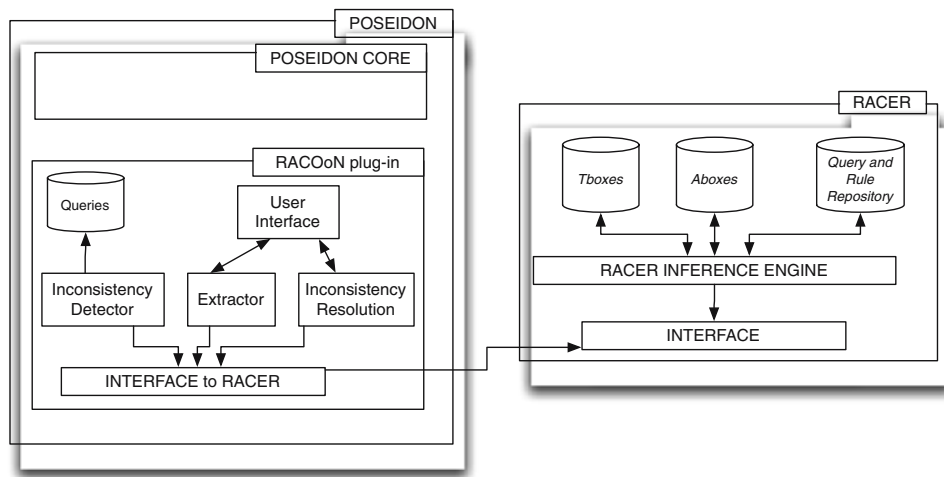 POSEIDON
POSEIDON CORE
RACOoN plug-in
Queries
User
Interface
Inconsistency
Detector
Extractor
Inconsistency
Resolution
INTERFACE to RACER
RACER
Tboxes
Aboxes
Query and
Rule
Repository
RACER INFERENCE ENGINE
INTERFACE